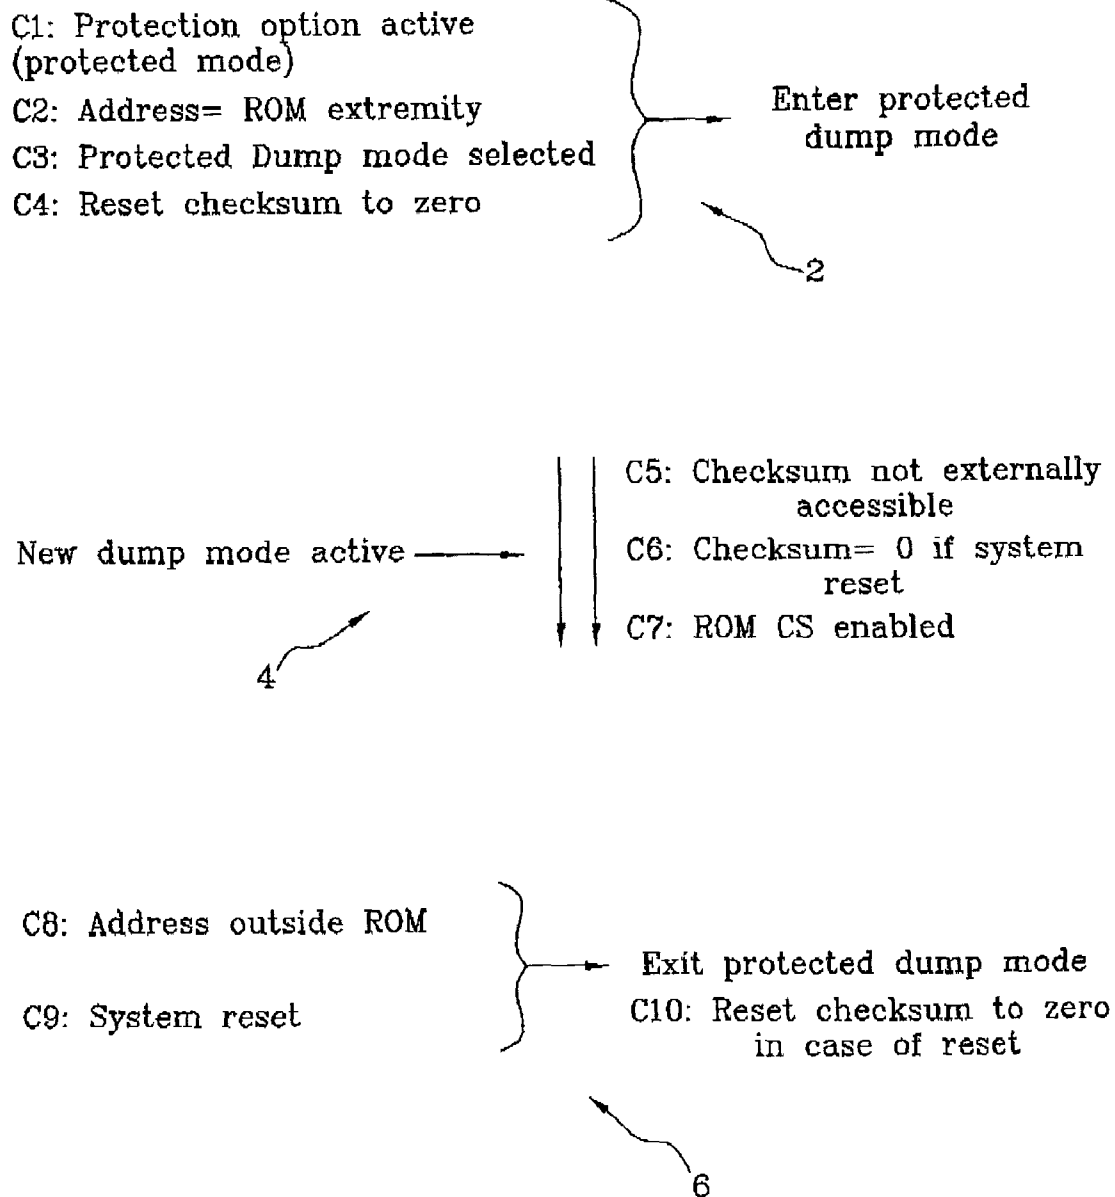 C1: Protection option active
(protected mode)
C2: Address= ROM extremity
C3: Protected Dump mode selected
C4: Reset checksum to zero
Enter protected
dump mode
2
New dump mode active
C5: Checksum not externally
accessible
C6: Checksum= 0 if system
reset
C7: ROM CS enabled
4
C8: Address outside ROM
C9: System reset
Exit protected dump mode
C10: Reset checksum to zero
in case of reset
6